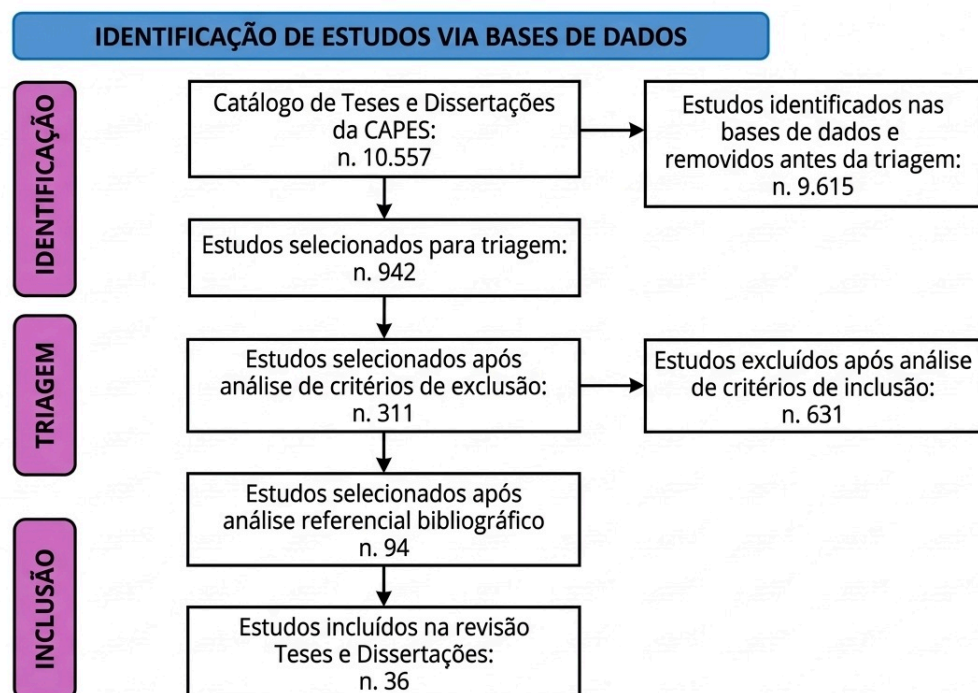 IDENTIFICAÇÃO DE ESTUDOS VIA BASES DE DADOS
IDENTIFICAÇÃO
Catálogo de Teses e Dissertações
da CAPES:
n. 10.557
Estudos identificados nas
bases de dados e
removidos antes da triagem:
n. 9.615
Estudos selecionados para triagem:
n. 942
TRIAGEM
Estudos selecionados após
análise de critérios de exclusão:
n. 311
Estudos excluídos após análise
de critérios de inclusão:
n. 631
Estudos selecionados após
análise referencial bibliográfico
n. 94
INCLUSÃO
Estudos incluídos na revisão
Teses e Dissertações:
n. 36